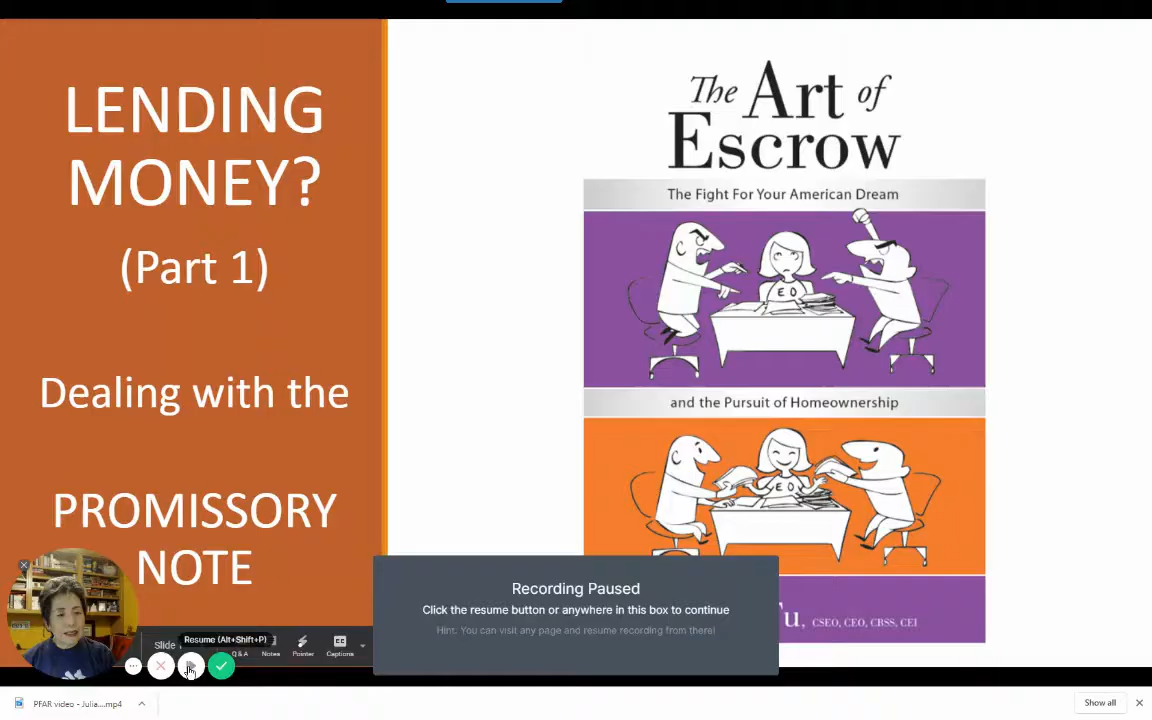 LENDING
MONEY?
(Part 1)
Dealing with the
PROMISSORY
NOTE
The Art of
Escrow
The Fight For Your American Dream
E O
and the Pursuit of Homeownership
E O
CSEO, CEO, CBSS, CEI
Recording Paused
Click the resume button or anywhere in this box to continue
Hint. You can visit any page and resume recording from there!
Resume (Alt+Shift+P)
Slide
Q & A
Notes
Pointer
CC
Captions
PFAR video - Julia....mp4
Show all